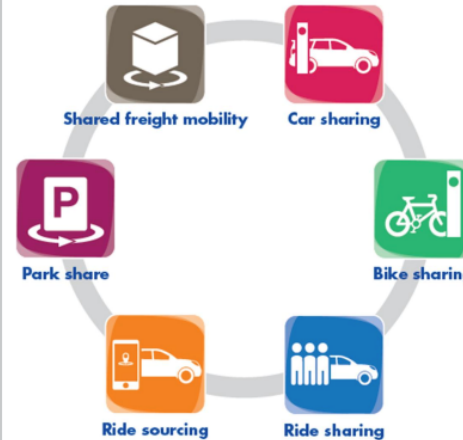 Shared freight mobility
Car sharing
P
Park share
Bike sharin
Ride sourcing
Ride sharing